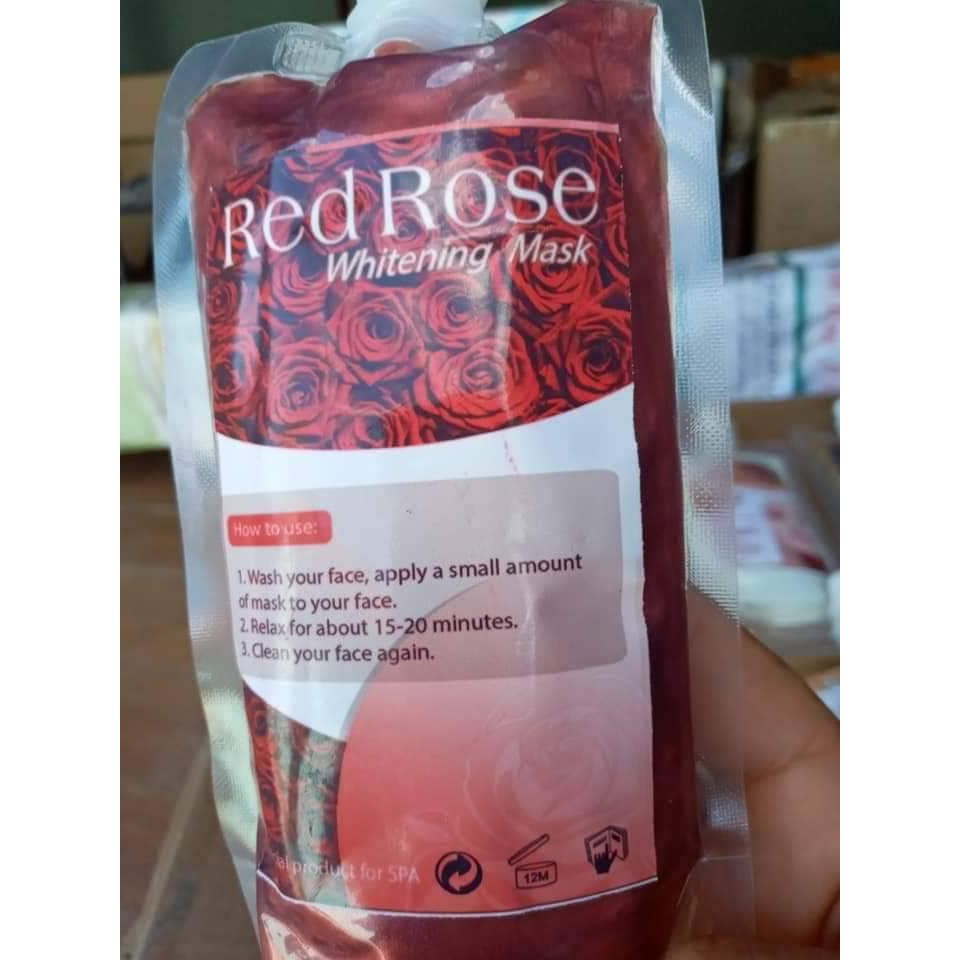 Red Rose
Whitening Mask
How to use:
1. Wash your face, apply a small amount
of mask to your face.
2. Relax for about 15-20 minutes.
3. Clean your face again.
product for SPA
12M